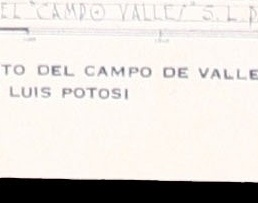 EL "CAMPO VALLES" S.L.P
TO DEL CAMPO DE VALLE
LUIS POTOSI